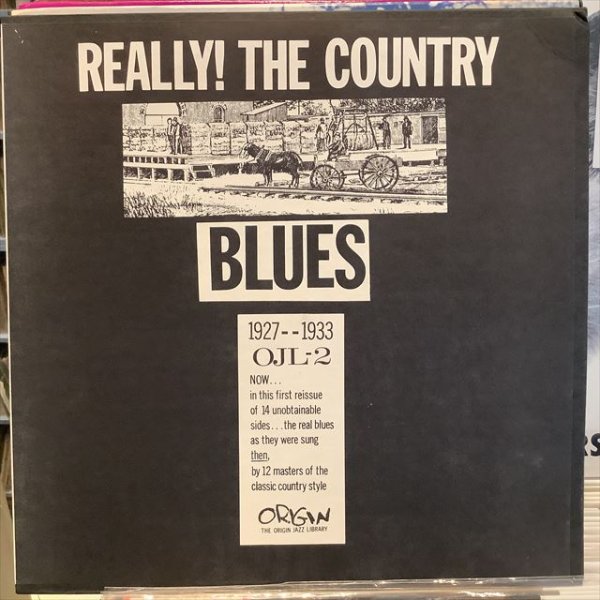 REALLY! THE COUNTRY
BLUES
1927--1933
OJL-2
NOW...
in this first reissue
of 14 unobtainable
sides...the real blues
as they were sung
then,
by 12 masters of the
classic country style
ORIGIN
THE ORIGIN JAZZ LIBRARY